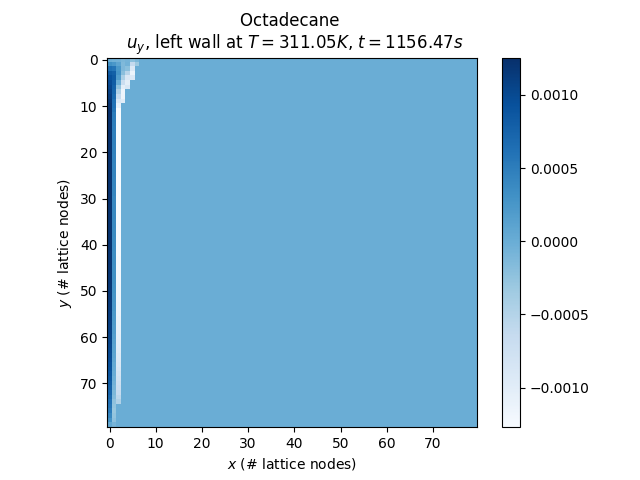 Octadecane
u_y, left wall at T = 311.05K, t = 1156.47s
0
10
20
30
40
50
60
70
y (# lattice nodes)
0 10 20 30 40 50 60 70
x (# lattice nodes)
0.0010
0.0005
0.0000
−0.0005
−0.0010